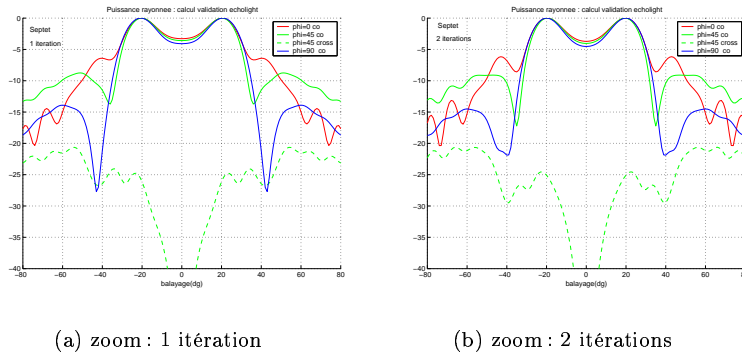 Puissance rayonnee : calcul validation echolight
Septet
1 iteration
phi=0 co
phi=45 co
phi=45 cross
phi=90 co
0
−5
−10
−15
−20
−25
−30
−35
−40
−80 −60 −40 −20 0 20 40 60 80
balayage(dg)
(a) zoom : 1 itération
Puissance rayonnee : calcul validation echolight
Septet
2 iterations
phi=0 co
phi=45 co
phi=45 cross
phi=90 co
0
−5
−10
−15
−20
−25
−30
−35
−40
−80 −60 −40 −20 0 20 40 60 80
balayage(dg)
(b) zoom : 2 itérations